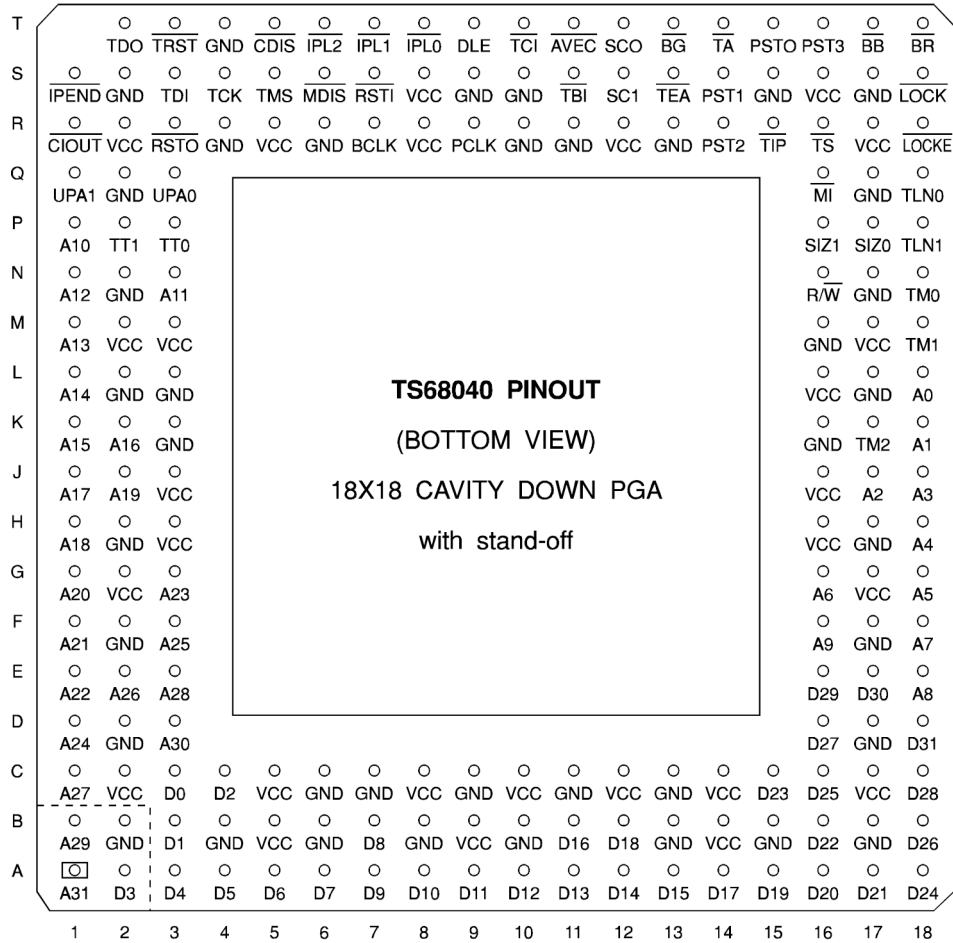 T
TDO TRST GND CDIS IPL2 IPL1 IPL0 DLE TCI AVEC SCO BG TA PSTO PST3 BB BR
S
IPEND GND TDI TCK TMS MDIS RSTI VCC GND GND TBI SC1 TEA PST1 GND VCC GND LOCK
R
CIOUT VCC RSTO GND VCC GND BCLK VCC PCLK GND GND VCC GND PST2 TIP TS VCC LOCKE
Q
UPA1 GND UPA0 MI GND TLN0
P
A10 TT1 TT0 SIZ1 SIZ0 TLN1
N
A12 GND A11 R/W GND TM0
M
A13 VCC VCC GND VCC TM1
L
A14 GND GND VCC GND A0
TS68040 PINOUT
K
A15 A16 GND GND TM2 A1
(BOTTOM VIEW)
J
A17 A19 VCC VCC A2 A3
18X18 CAVITY DOWN PGA
H
A18 GND VCC VCC GND A4
with stand-off
G
A20 VCC A23 A6 VCC A5
F
A21 GND A25 A9 GND A7
E
A22 A26 A28 D29 D30 A8
D
A24 GND A30 D27 GND D31
C
A27 VCC D0 D2 VCC GND GND VCC GND VCC GND VCC GND VCC D23 D25 VCC D28
B
A29 GND D1 GND VCC GND D8 GND VCC GND D16 D18 GND VCC GND D22 GND D26
A
A31 D3 D4 D5 D6 D7 D9 D10 D11 D12 D13 D14 D15 D17 D19 D20 D21 D24
1 2 3 4 5 6 7 8 9 10 11 12 13 14 15 16 17 18